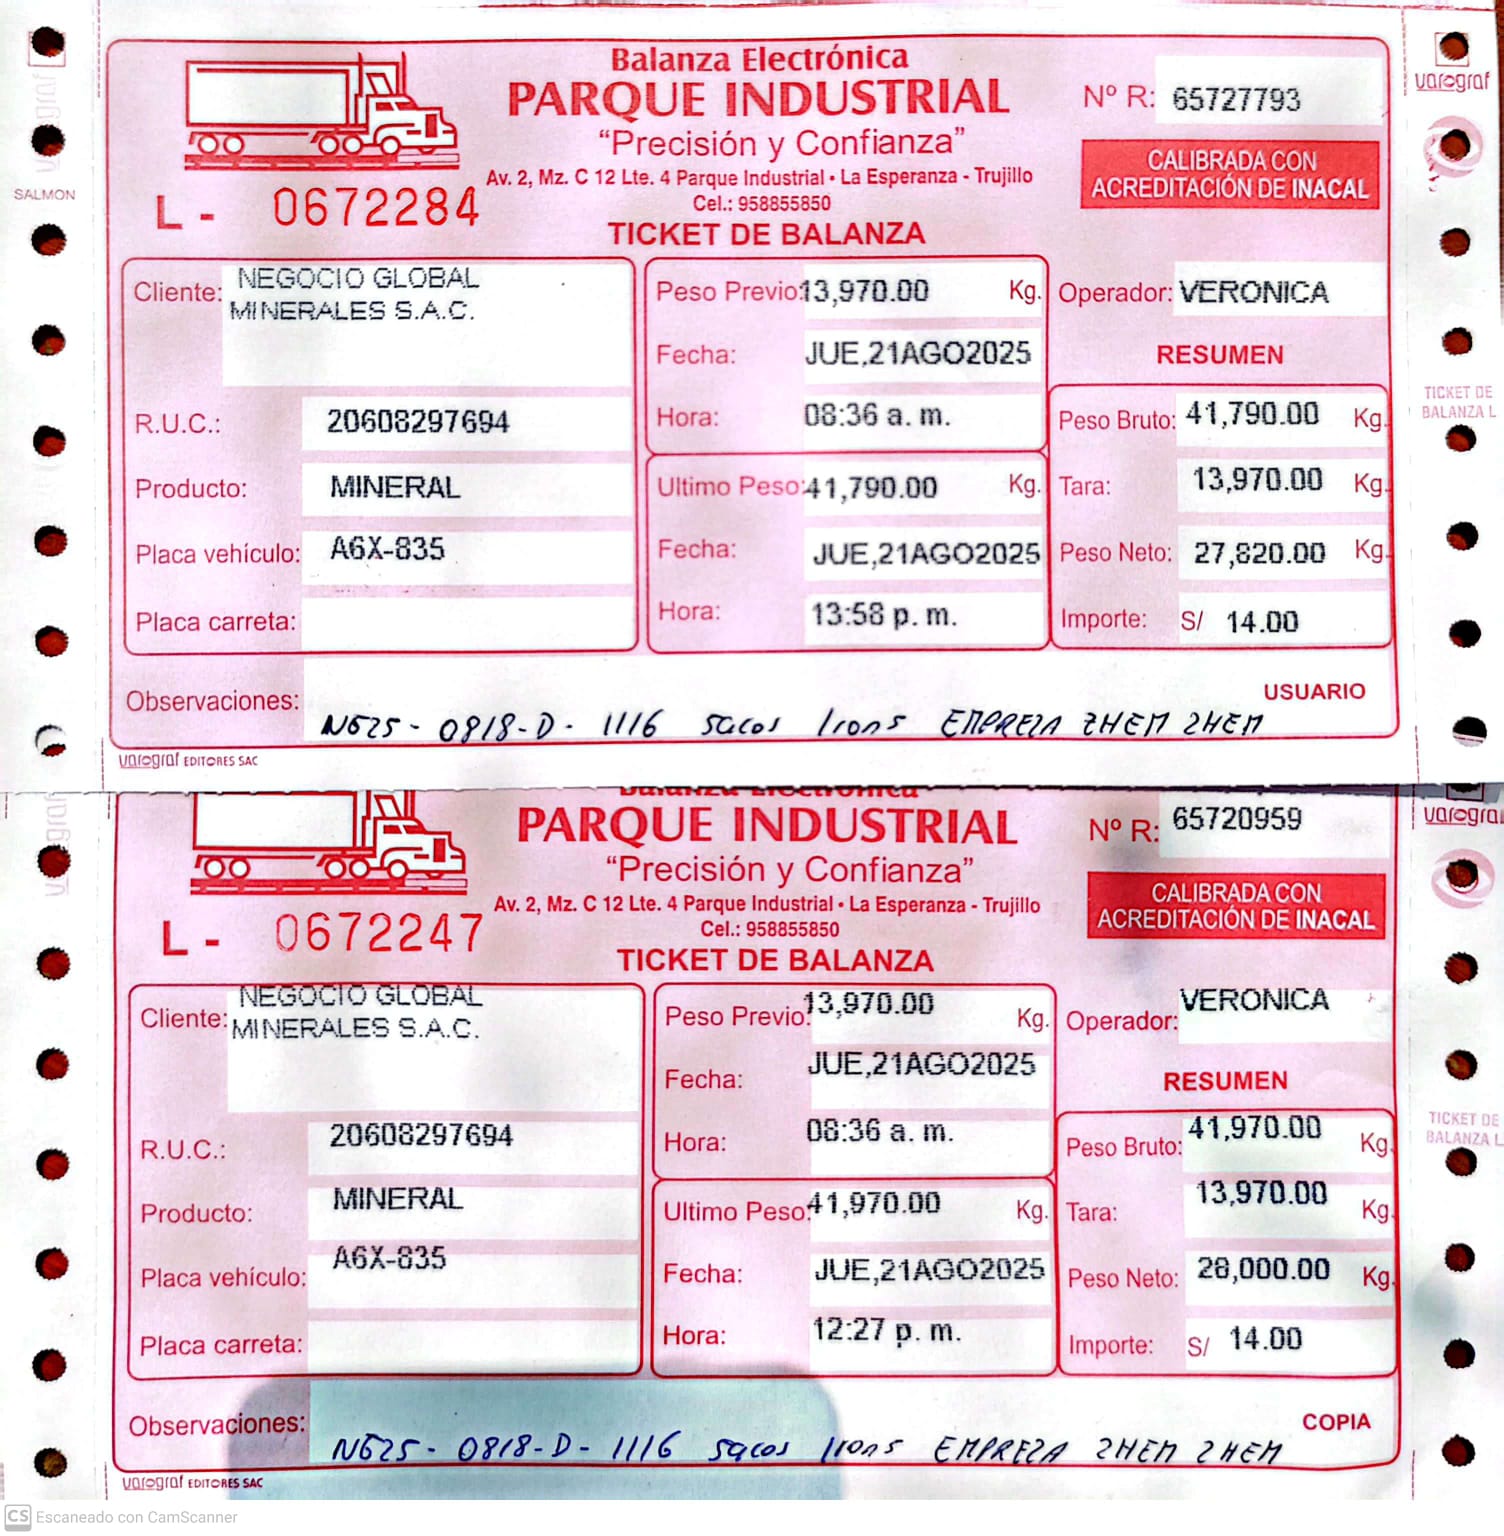 Balanza Electrónica
PARQUE INDUSTRIAL
"Precisión y Confianza"
Av. 2, Mz. C 12 Lte. 4 Parque Industrial • La Esperanza - Trujillo
Cel.: 958855850
TICKET DE BALANZA
Nº R: 65727793
CALIBRADA CON
ACREDITACIÓN DE INACAL
L - 0672284
SALMON
varograf
Cliente: NEGOCIO GLOBAL
MINERALES S.A.C.
R.U.C.: 20608297694
Producto: MINERAL
Placa vehículo: A6X-835
Placa carreta:
Peso Previo: 13,970.00 Kg.
Fecha: JUE,21AGO2025
Hora: 08:36 a. m.
Ultimo Peso: 41,790.00 Kg.
Fecha: JUE,21AGO2025
Hora: 13:58 p. m.
Operador: VERONICA
RESUMEN
Peso Bruto: 41,790.00 Kg.
Tara: 13,970.00 Kg.
Peso Neto: 27,820.00 Kg.
Importe: S/ 14.00
TICKET DE
BALANZA L
Observaciones: NG25-0818-D- 1116 sacos lions EMPREZA ZHEM ZHEM
USUARIO
varograf EDITORES SAC
Balanza Electrónica
PARQUE INDUSTRIAL
"Precisión y Confianza"
Av. 2, Mz. C 12 Lte. 4 Parque Industrial • La Esperanza - Trujillo
Cel.: 958855850
TICKET DE BALANZA
Nº R: 65720959
CALIBRADA CON
ACREDITACIÓN DE INACAL
L - 0672247
varograf
Cliente: NEGOCIO GLOBAL
MINERALES S.A.C.
R.U.C.: 20608297694
Producto: MINERAL
Placa vehículo: A6X-835
Placa carreta:
Peso Previo: 13,970.00 Kg.
Fecha: JUE,21AGO2025
Hora: 08:36 a. m.
Ultimo Peso: 41,970.00 Kg.
Fecha: JUE,21AGO2025
Hora: 12:27 p. m.
Operador: VERONICA
RESUMEN
Peso Bruto: 41,970.00 Kg.
Tara: 13,970.00 Kg.
Peso Neto: 28,000.00 Kg.
Importe: S/ 14.00
TICKET DE
BALANZA L
Observaciones: NG25-0818-D-1116 sacos lions EMPREZA ZHEM ZHEM
COPIA
varograf EDITORES SAC
CS Escaneado con CamScanner